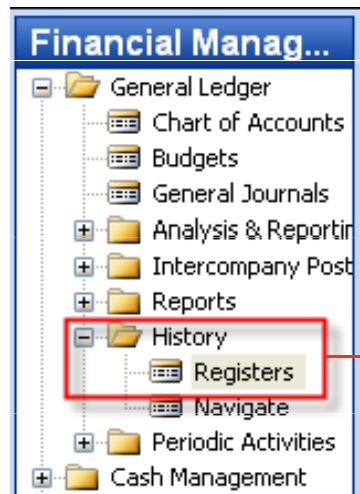 Financial Manag...
General Ledger
Chart of Accounts
Budgets
General Journals
Analysis & Reportin
Intercompany Post
Reports
History
Registers
Navigate
Periodic Activities
Cash Management